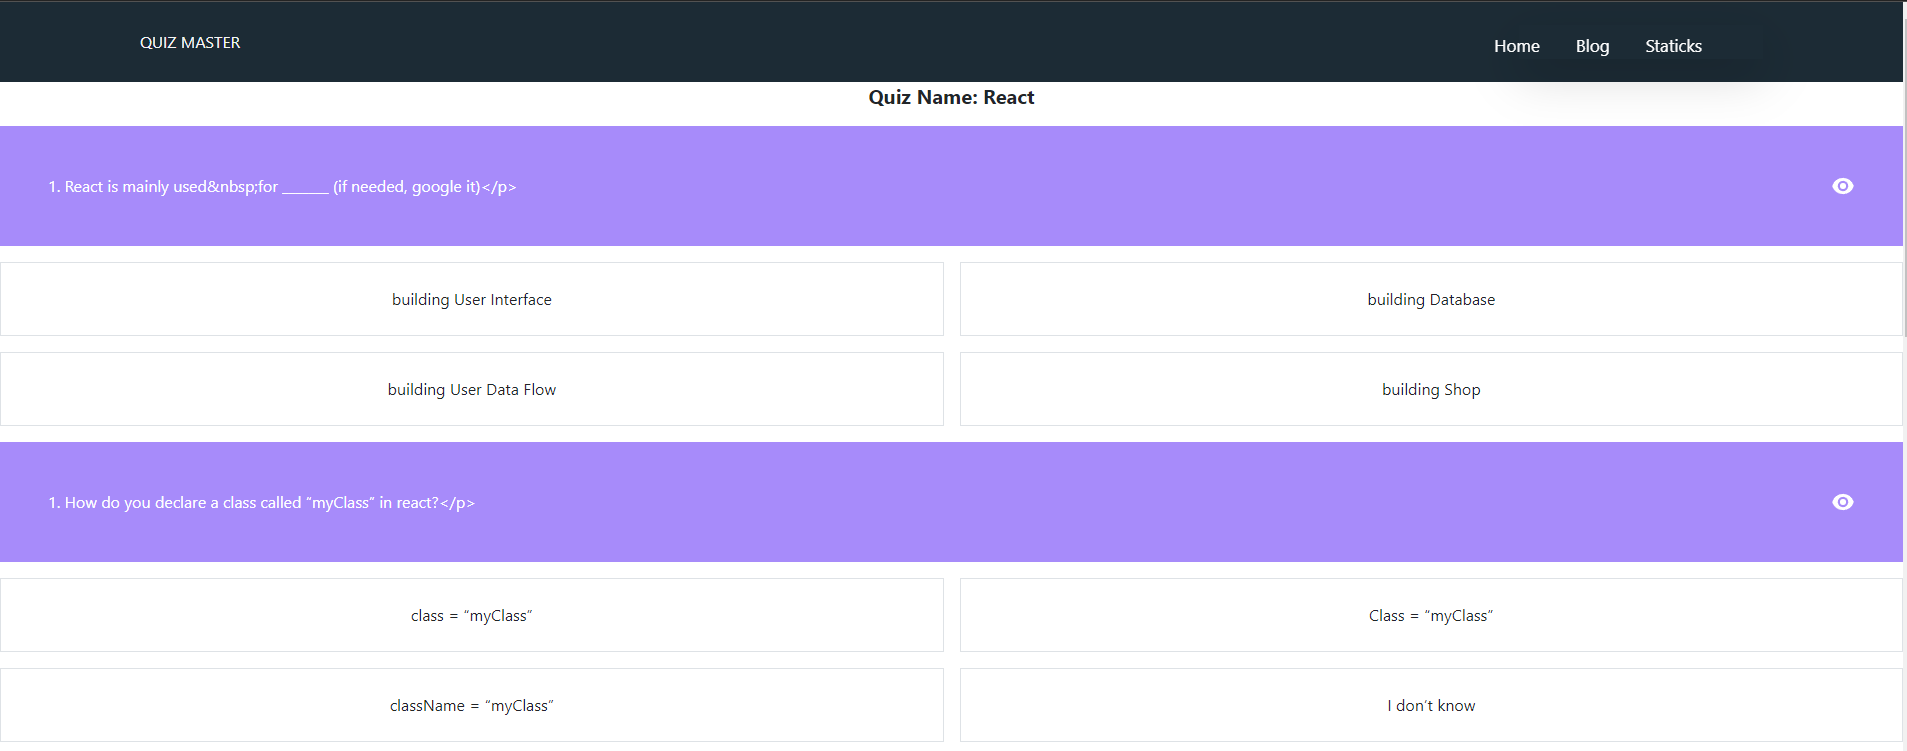 QUIZ MASTER
Home Blog Staticks
Quiz Name: React
1. React is mainly used&nbsp;for _______ (if needed, google it)</p>
building User Interface
building Database
building User Data Flow
building Shop
1. How do you declare a class called “myClass” in react?</p>
class = “myClass”
Class = “myClass”
className = “myClass”
I don’t know